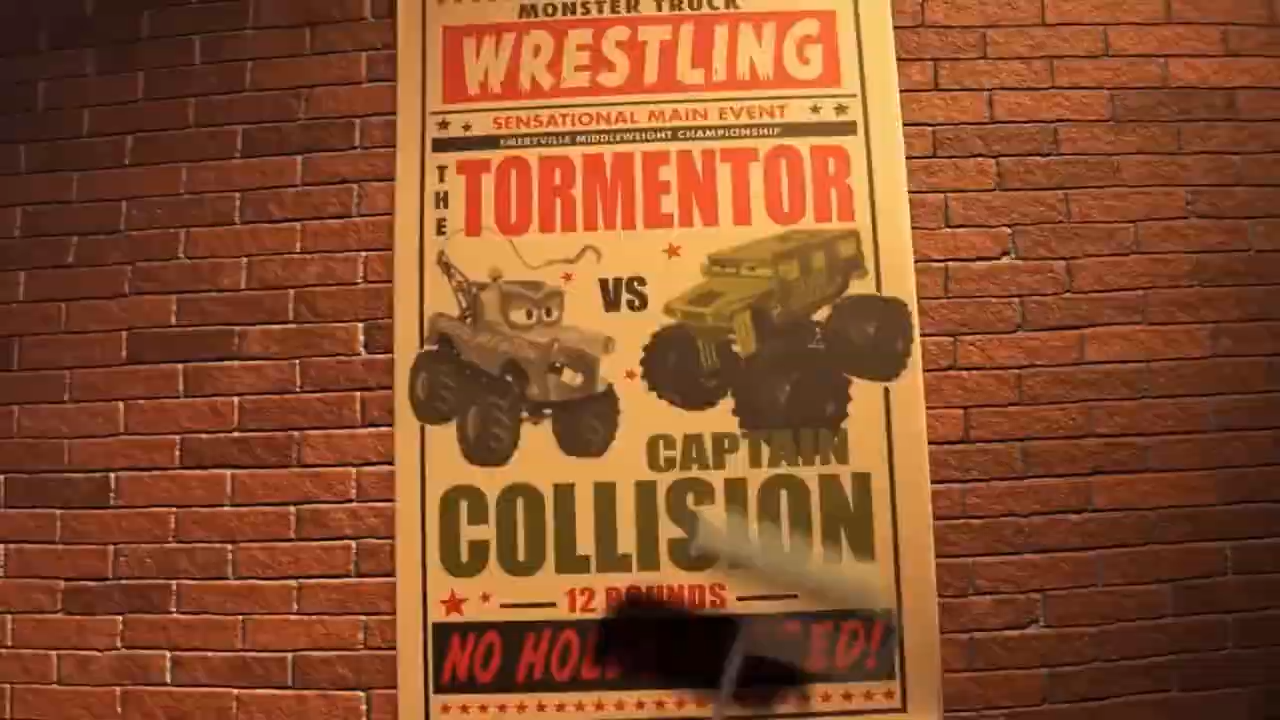 MONSTER TRUCK
WRESTLING
SENSATIONAL MAIN EVENT
EMERYVILLE MIDDLEWEIGHT CHAMPIONSHIP
THE TORMENTOR
VS
CAPTAIN
COLLISION
12 ROUNDS
NO HOL
ED!